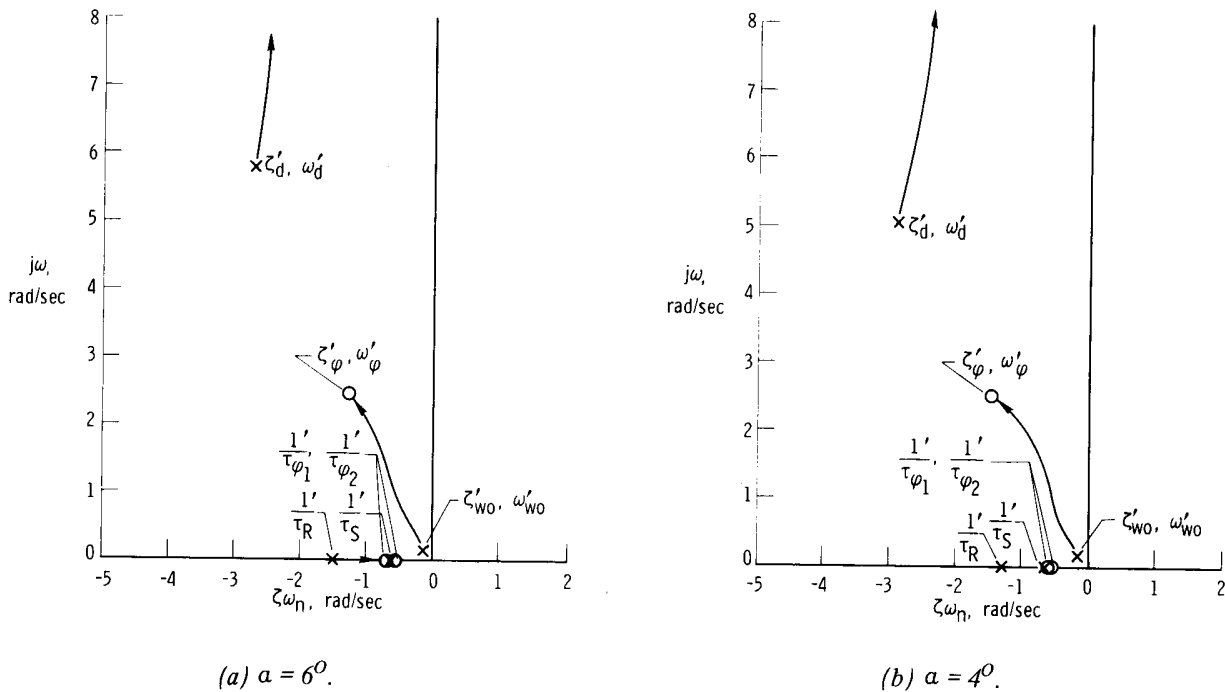 8
7
6
5
4
3
2
1
0
jω,
rad/sec
ζ′d, ω′d
ζ′φ, ω′φ
1′/τφ1, 1′/τφ2
1′/τR 1′/τS
ζ′wo, ω′wo
-5 -4 -3 -2 -1 0 1 2
ζωn, rad/sec
(a) α = 6°.
8
7
6
5
4
3
2
1
0
jω,
rad/sec
ζ′d, ω′d
ζ′φ, ω′φ
1′/τφ1, 1′/τφ2
1′/τR 1′/τS
ζ′wo, ω′wo
-5 -4 -3 -2 -1 0 1 2
ζωn, rad/sec
(b) α = 4°.